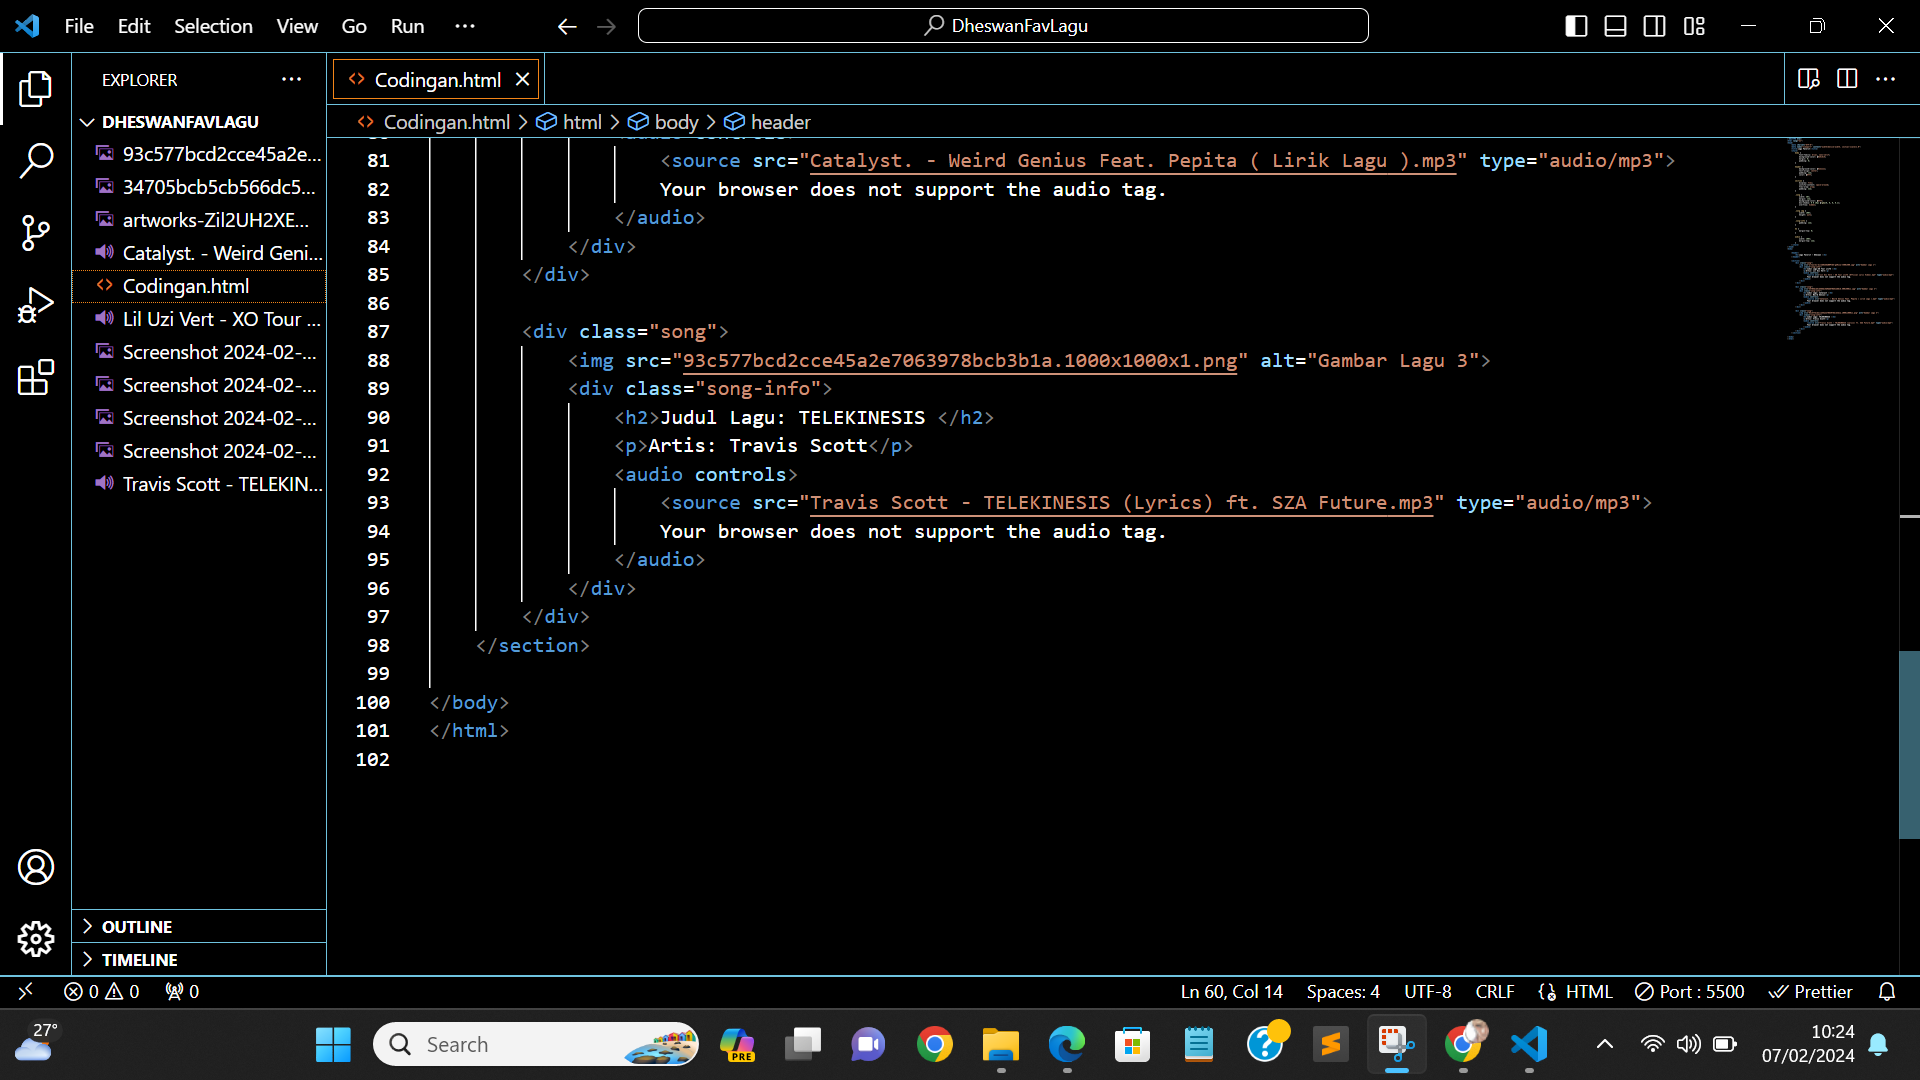 File Edit Selection View Go Run ...
DheswanFavLagu
EXPLORER
DHESWANFAVLAGU
93c577bcd2cce45a2e...
34705bcb5cb566dc5...
artworks-Zil2UH2XE...
Catalyst. - Weird Geni...
Codingan.html
Lil Uzi Vert - XO Tour ...
Screenshot 2024-02-...
Screenshot 2024-02-...
Screenshot 2024-02-...
Screenshot 2024-02-...
Travis Scott - TELEKIN...
OUTLINE
TIMELINE
Codingan.html
Codingan.html > html > body > header
81 <source src="Catalyst. - Weird Genius Feat. Pepita ( Lirik Lagu ).mp3" type="audio/mp3">
82 Your browser does not support the audio tag.
83 </audio>
84 </div>
85 </div>
86
87 <div class="song">
88 <img src="93c577bcd2cce45a2e7063978bcb3b1a.1000x1000x1.png" alt="Gambar Lagu 3">
89 <div class="song-info">
90 <h2>Judul Lagu: TELEKINESIS </h2>
91 <p>Artis: Travis Scott</p>
92 <audio controls>
93 <source src="Travis Scott - TELEKINESIS (Lyrics) ft. SZA Future.mp3" type="audio/mp3">
94 Your browser does not support the audio tag.
95 </audio>
96 </div>
97 </div>
98 </section>
99
100 </body>
101 </html>
102
0 0 0
Ln 60, Col 14 Spaces: 4 UTF-8 CRLF HTML Port : 5500 Prettier
27°
Search
PRE
10:24
07/02/2024